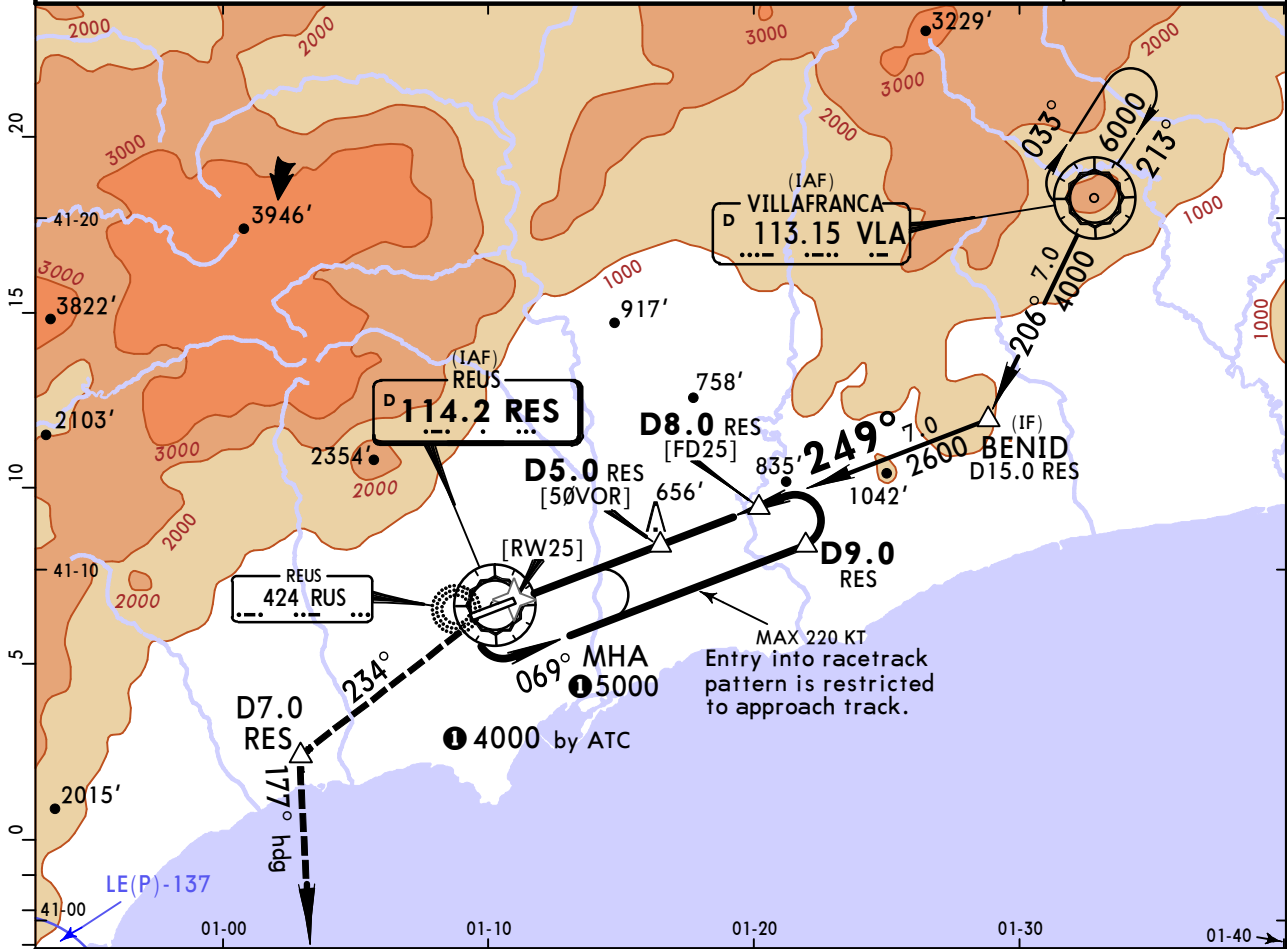 2000
2000
3000
3229'
2000
3000
2000
20
3000
033°
6000
213°
3946'
(IAF)
VILLAFRANCA
D 113.15 VLA
1000
41-20
3000
1000
7.0
4000
206°
15
3822'
917'
1000
(IAF)
REUS
D 114.2 RES
758'
2103'
D8.0 RES
[FD25]
249°
7.0
2600
(IF)
BENID
D15.0 RES
3000
2354'
2000
D5.0 RES
[5ØVOR]
835'
656'
1042'
10
2000
[RW25]
D9.0
RES
41-10
2000
REUS
424 RUS
MAX 220 KT
Entry into racetrack
pattern is restricted
to approach track.
069°
MHA
1 5000
5
234°
D7.0
RES
1 4000 by ATC
177° hdg
2015'
0
LE(P)-137
41-00
01-00
01-10
01-20
01-30
01-40